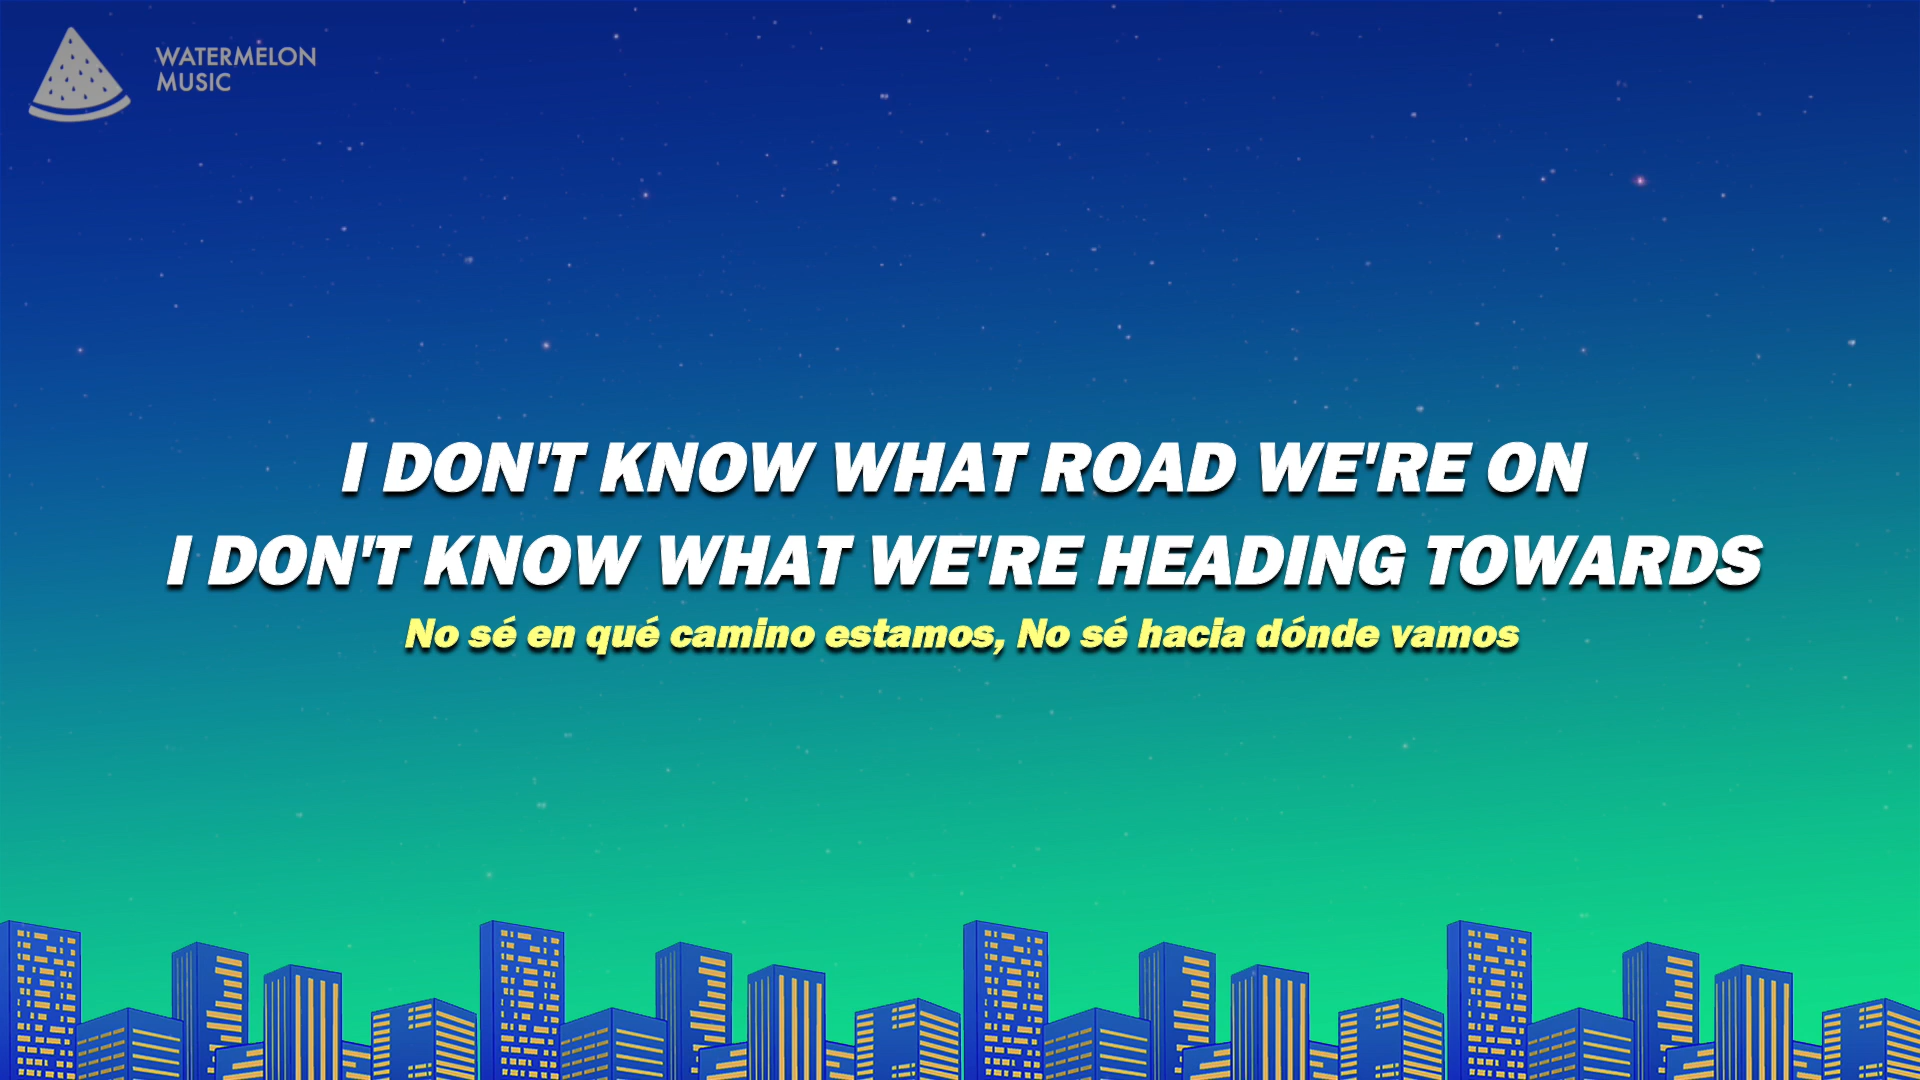 WATERMELON
MUSIC
I DON'T KNOW WHAT ROAD WE'RE ON
I DON'T KNOW WHAT WE'RE HEADING TOWARDS
No sé en qué camino estamos, No sé hacia dónde vamos